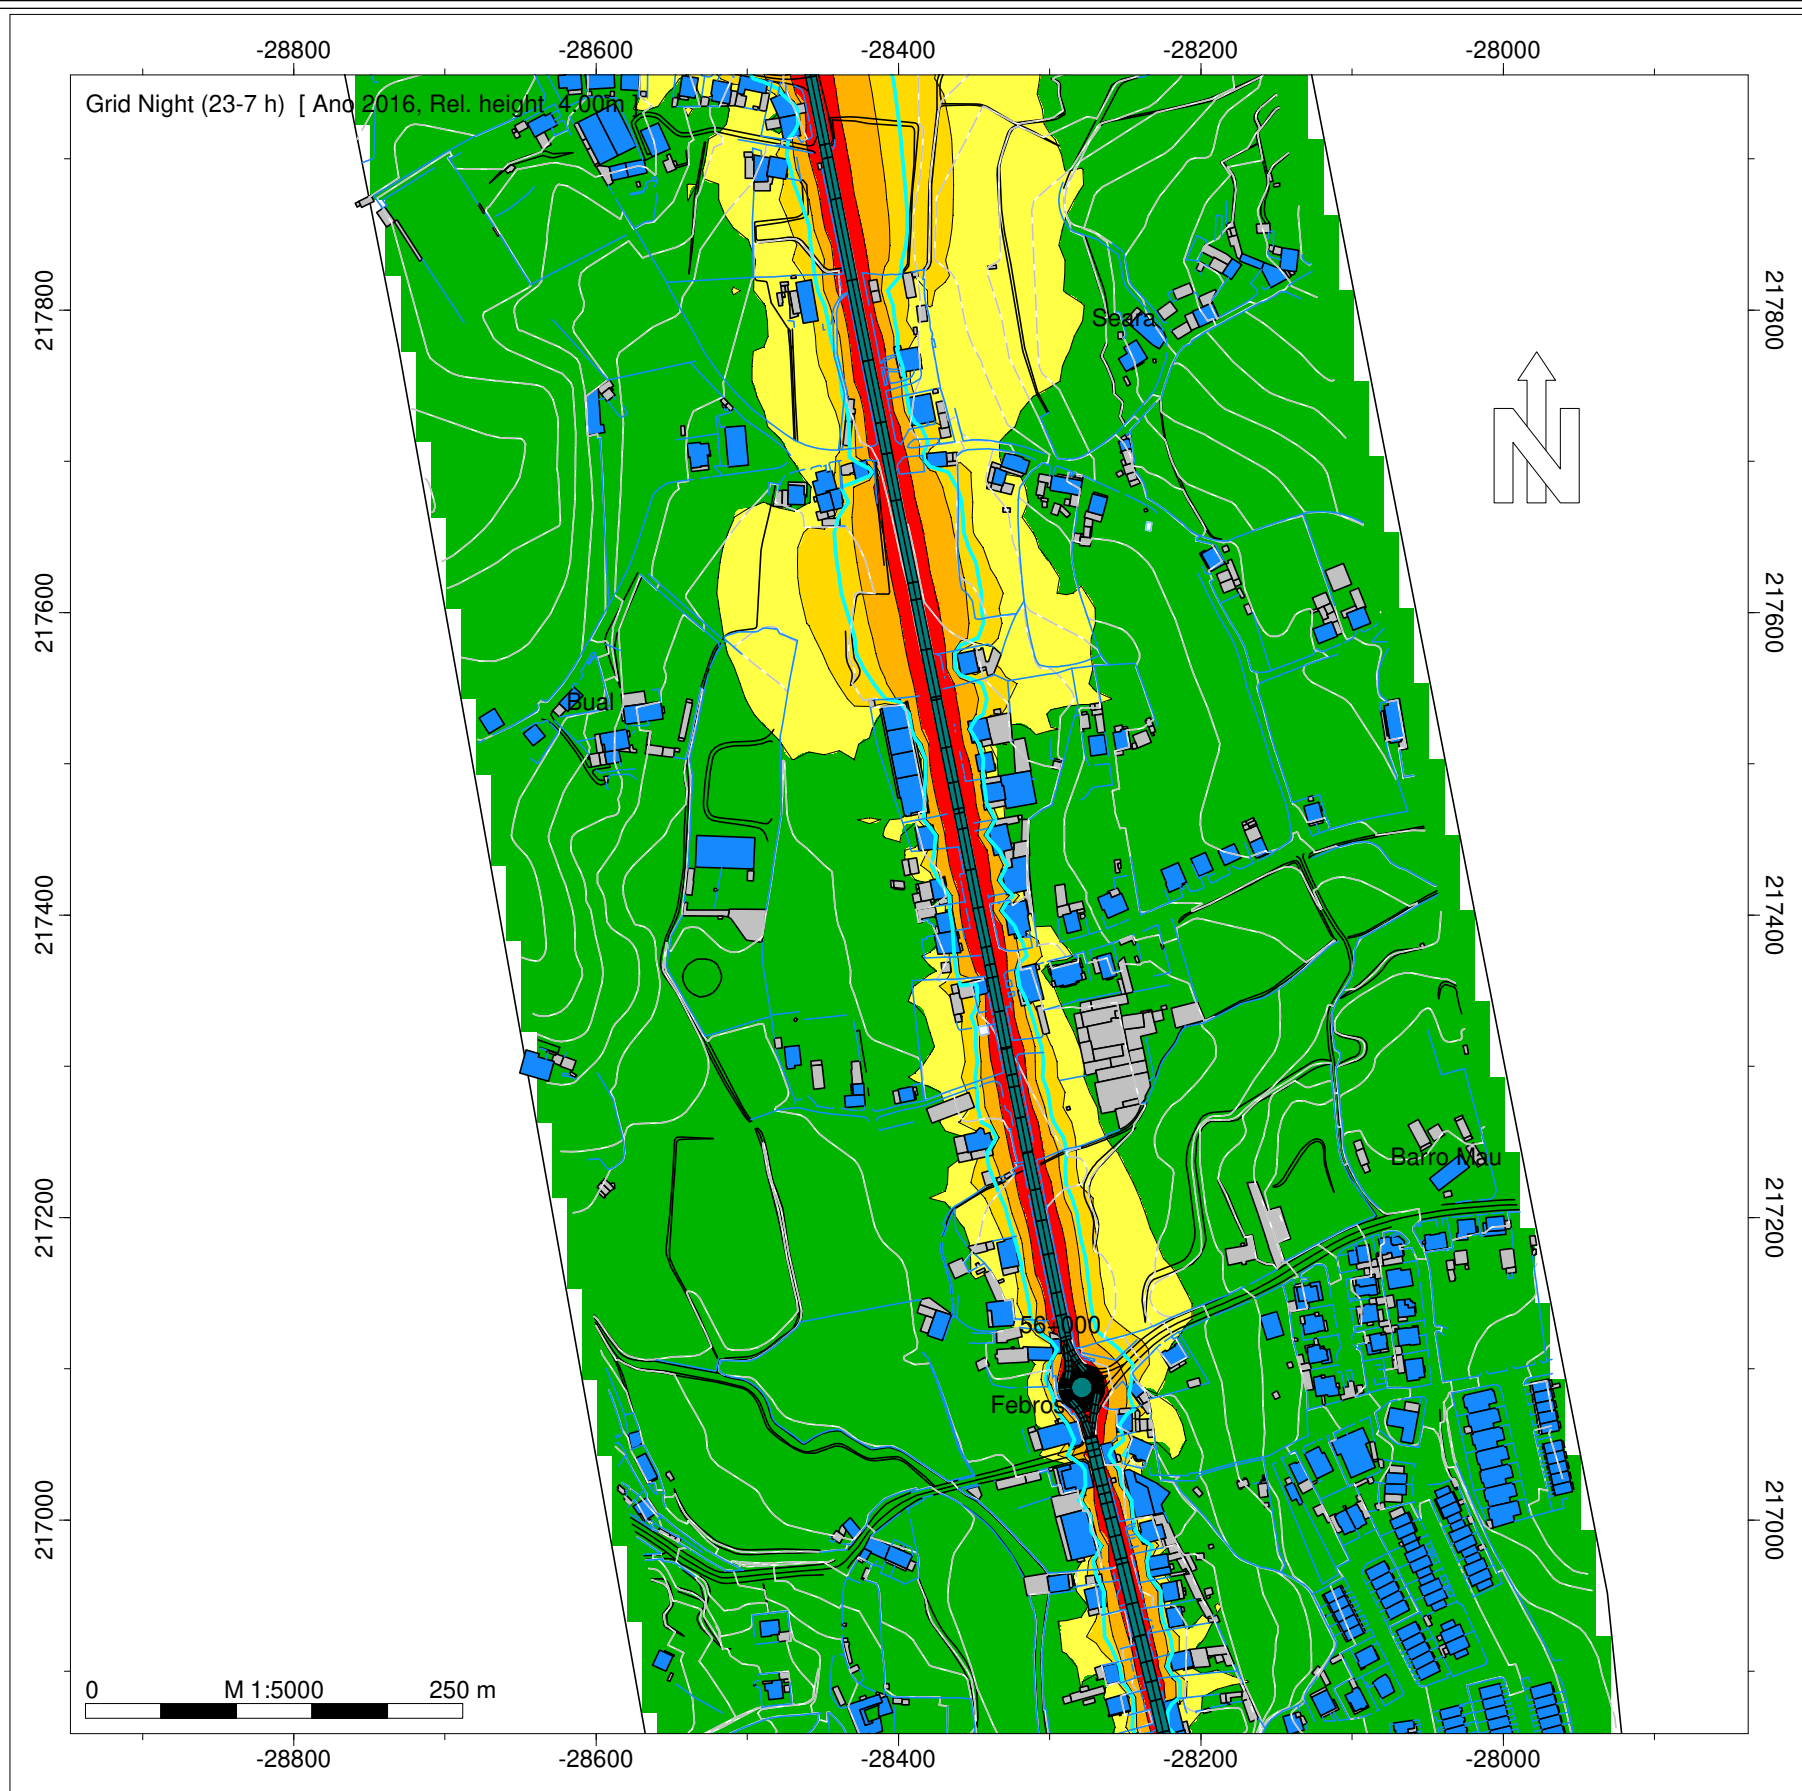 -28800 -28600 -28400 -28200 -28000
Grid Night (23-7 h) [ Ano 2016, Rel. height 4.00m ]
217800 217800
Seara
N
217600 217600
Bual
217400 217400
Barro Mau
217200 217200
56+000
Febros
217000 217000
0 M 1:5000 250 m
-28800 -28600 -28400 -28200 -28000